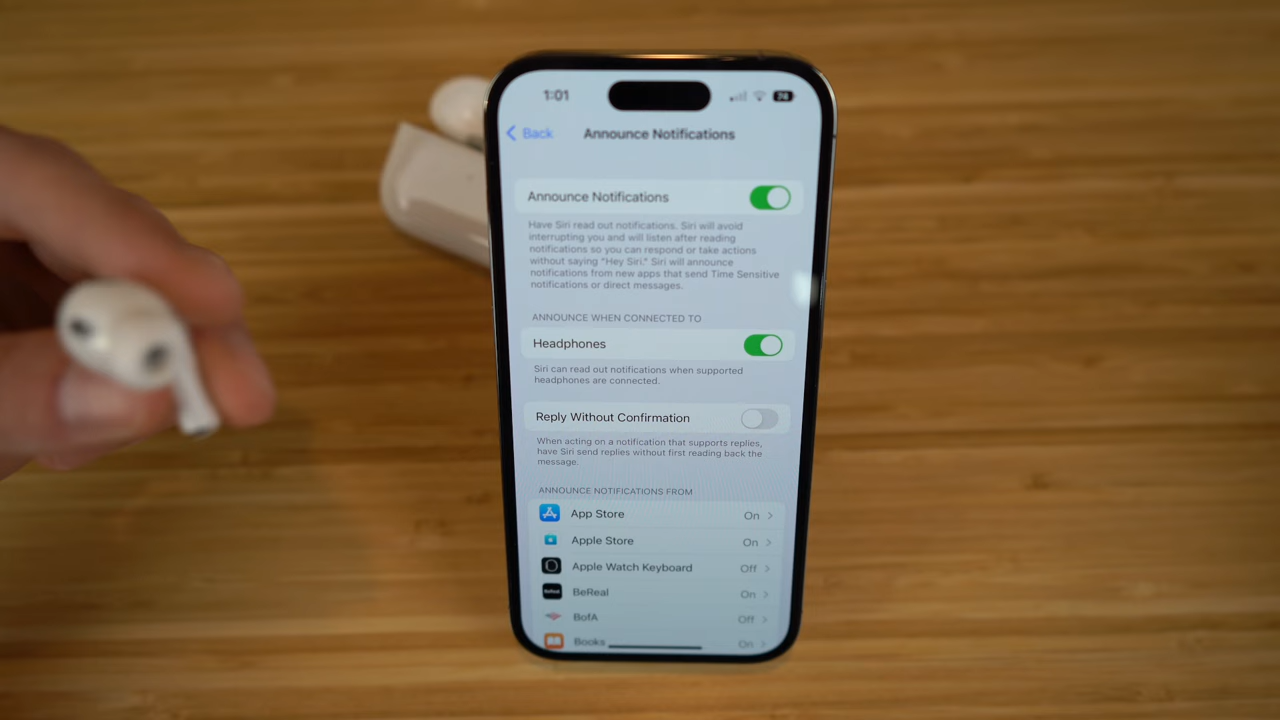 1:01
78
Back
Announce Notifications
Announce Notifications
Have Siri read out notifications. Siri will avoid
interrupting you and will listen after reading
notifications so you can respond or take actions
without saying "Hey Siri." Siri will announce
notifications from new apps that send Time Sensitive
notifications or direct messages.
ANNOUNCE WHEN CONNECTED TO
Headphones
Siri can read out notifications when supported
headphones are connected.
Reply Without Confirmation
When acting on a notification that supports replies,
have Siri send replies without first reading back the
message.
ANNOUNCE NOTIFICATIONS FROM
App Store On
Apple Store On
Apple Watch Keyboard Off
BeReal. BeReal On
BofA Off
Books On